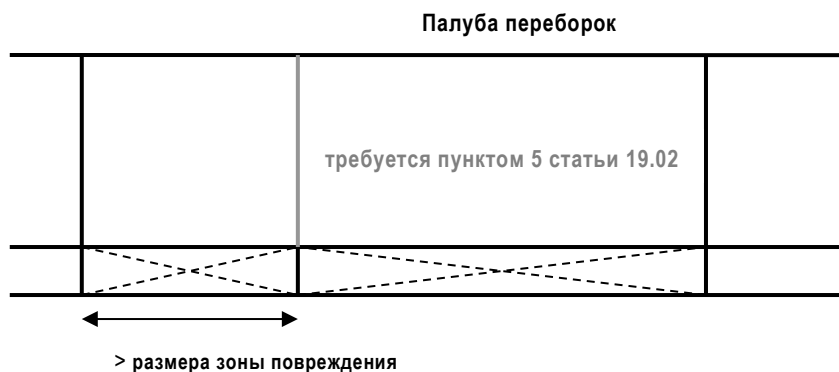 Палуба переборок
требуется пунктом 5 статьи 19.02
> размера зоны повреждения